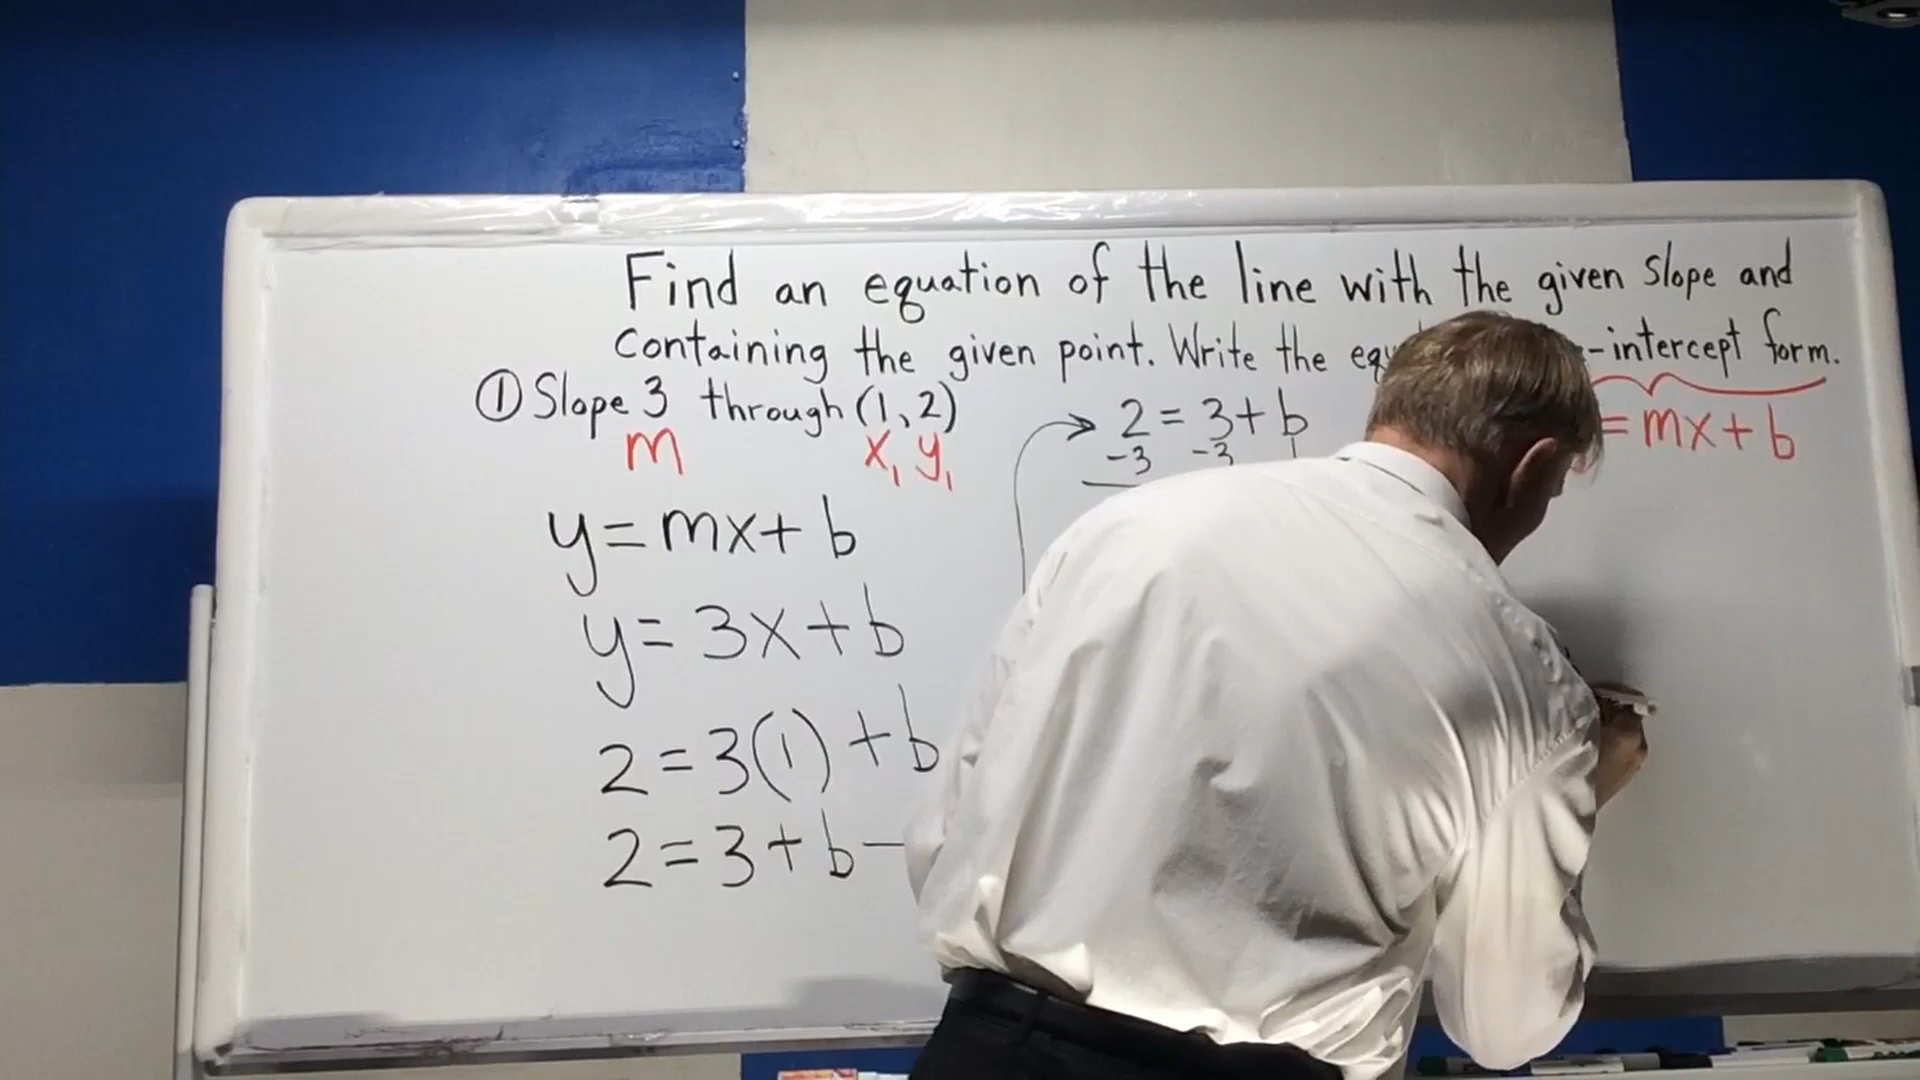 Find an equation of the line with the given slope and
containing the given point. Write the -intercept form.
① Slope 3 through (1, 2)
m x₁ y₁
= mx + b
y = mx + b
y = 3x + b
2 = 3(1) + b
2 = 3 + b
2 = 3 + b
-3 -3